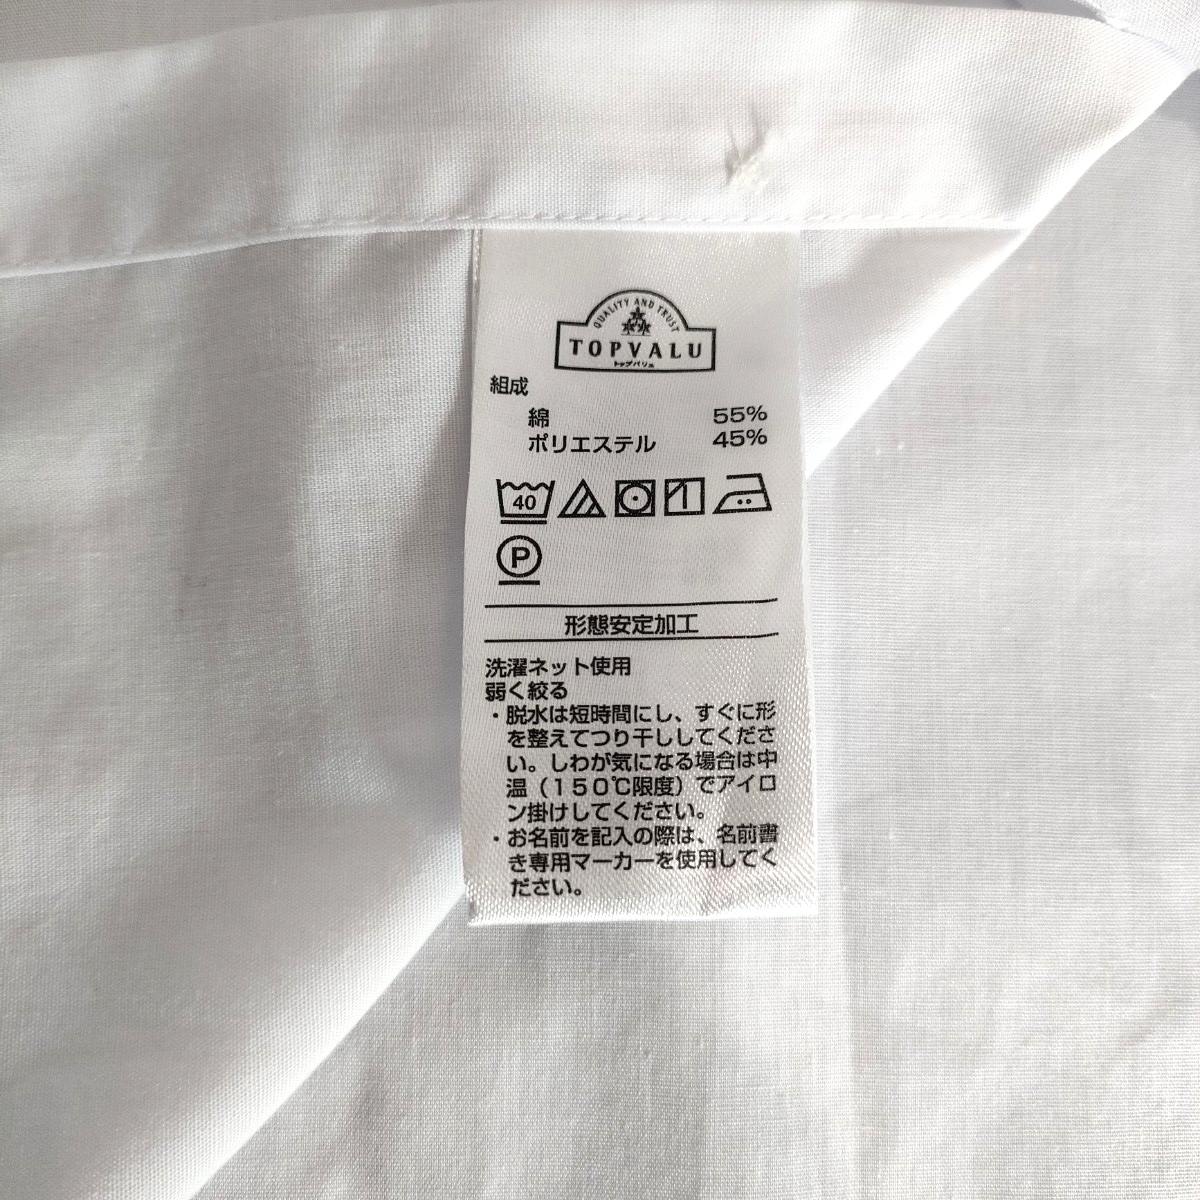 QUALITY AND TRUST
TOPVALU
トップバリュ
組成
綿 55%
ポリエステル 45%
40
P
形態安定加工
洗濯ネット使用
弱く絞る
・脱水は短時間にし、すぐに形
を整えてつり干ししてくださ
い。しわが気になる場合は中
温（150℃限度）でアイロ
ン掛けしてください。
・お名前を記入の際は、名前書
き専用マーカーを使用してく
ださい。